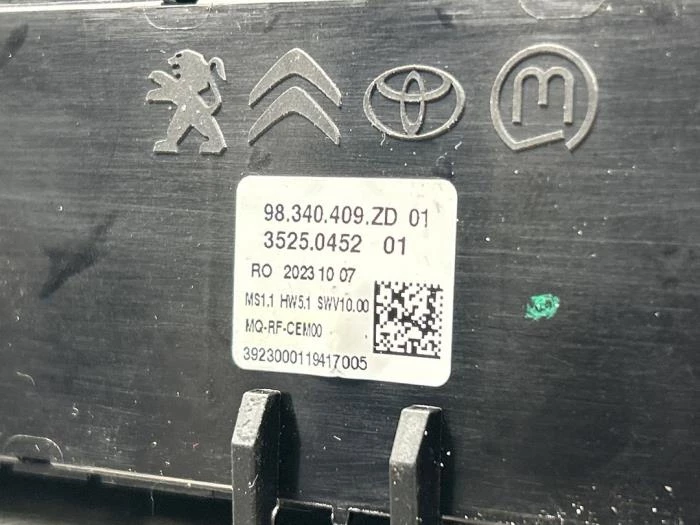 98.340.409.ZD 01
3525.0452 01
RO 2023 10 07
MS1.1 HW5.1 SWV10.00
MQ-RF-CEM00
3923000119417005